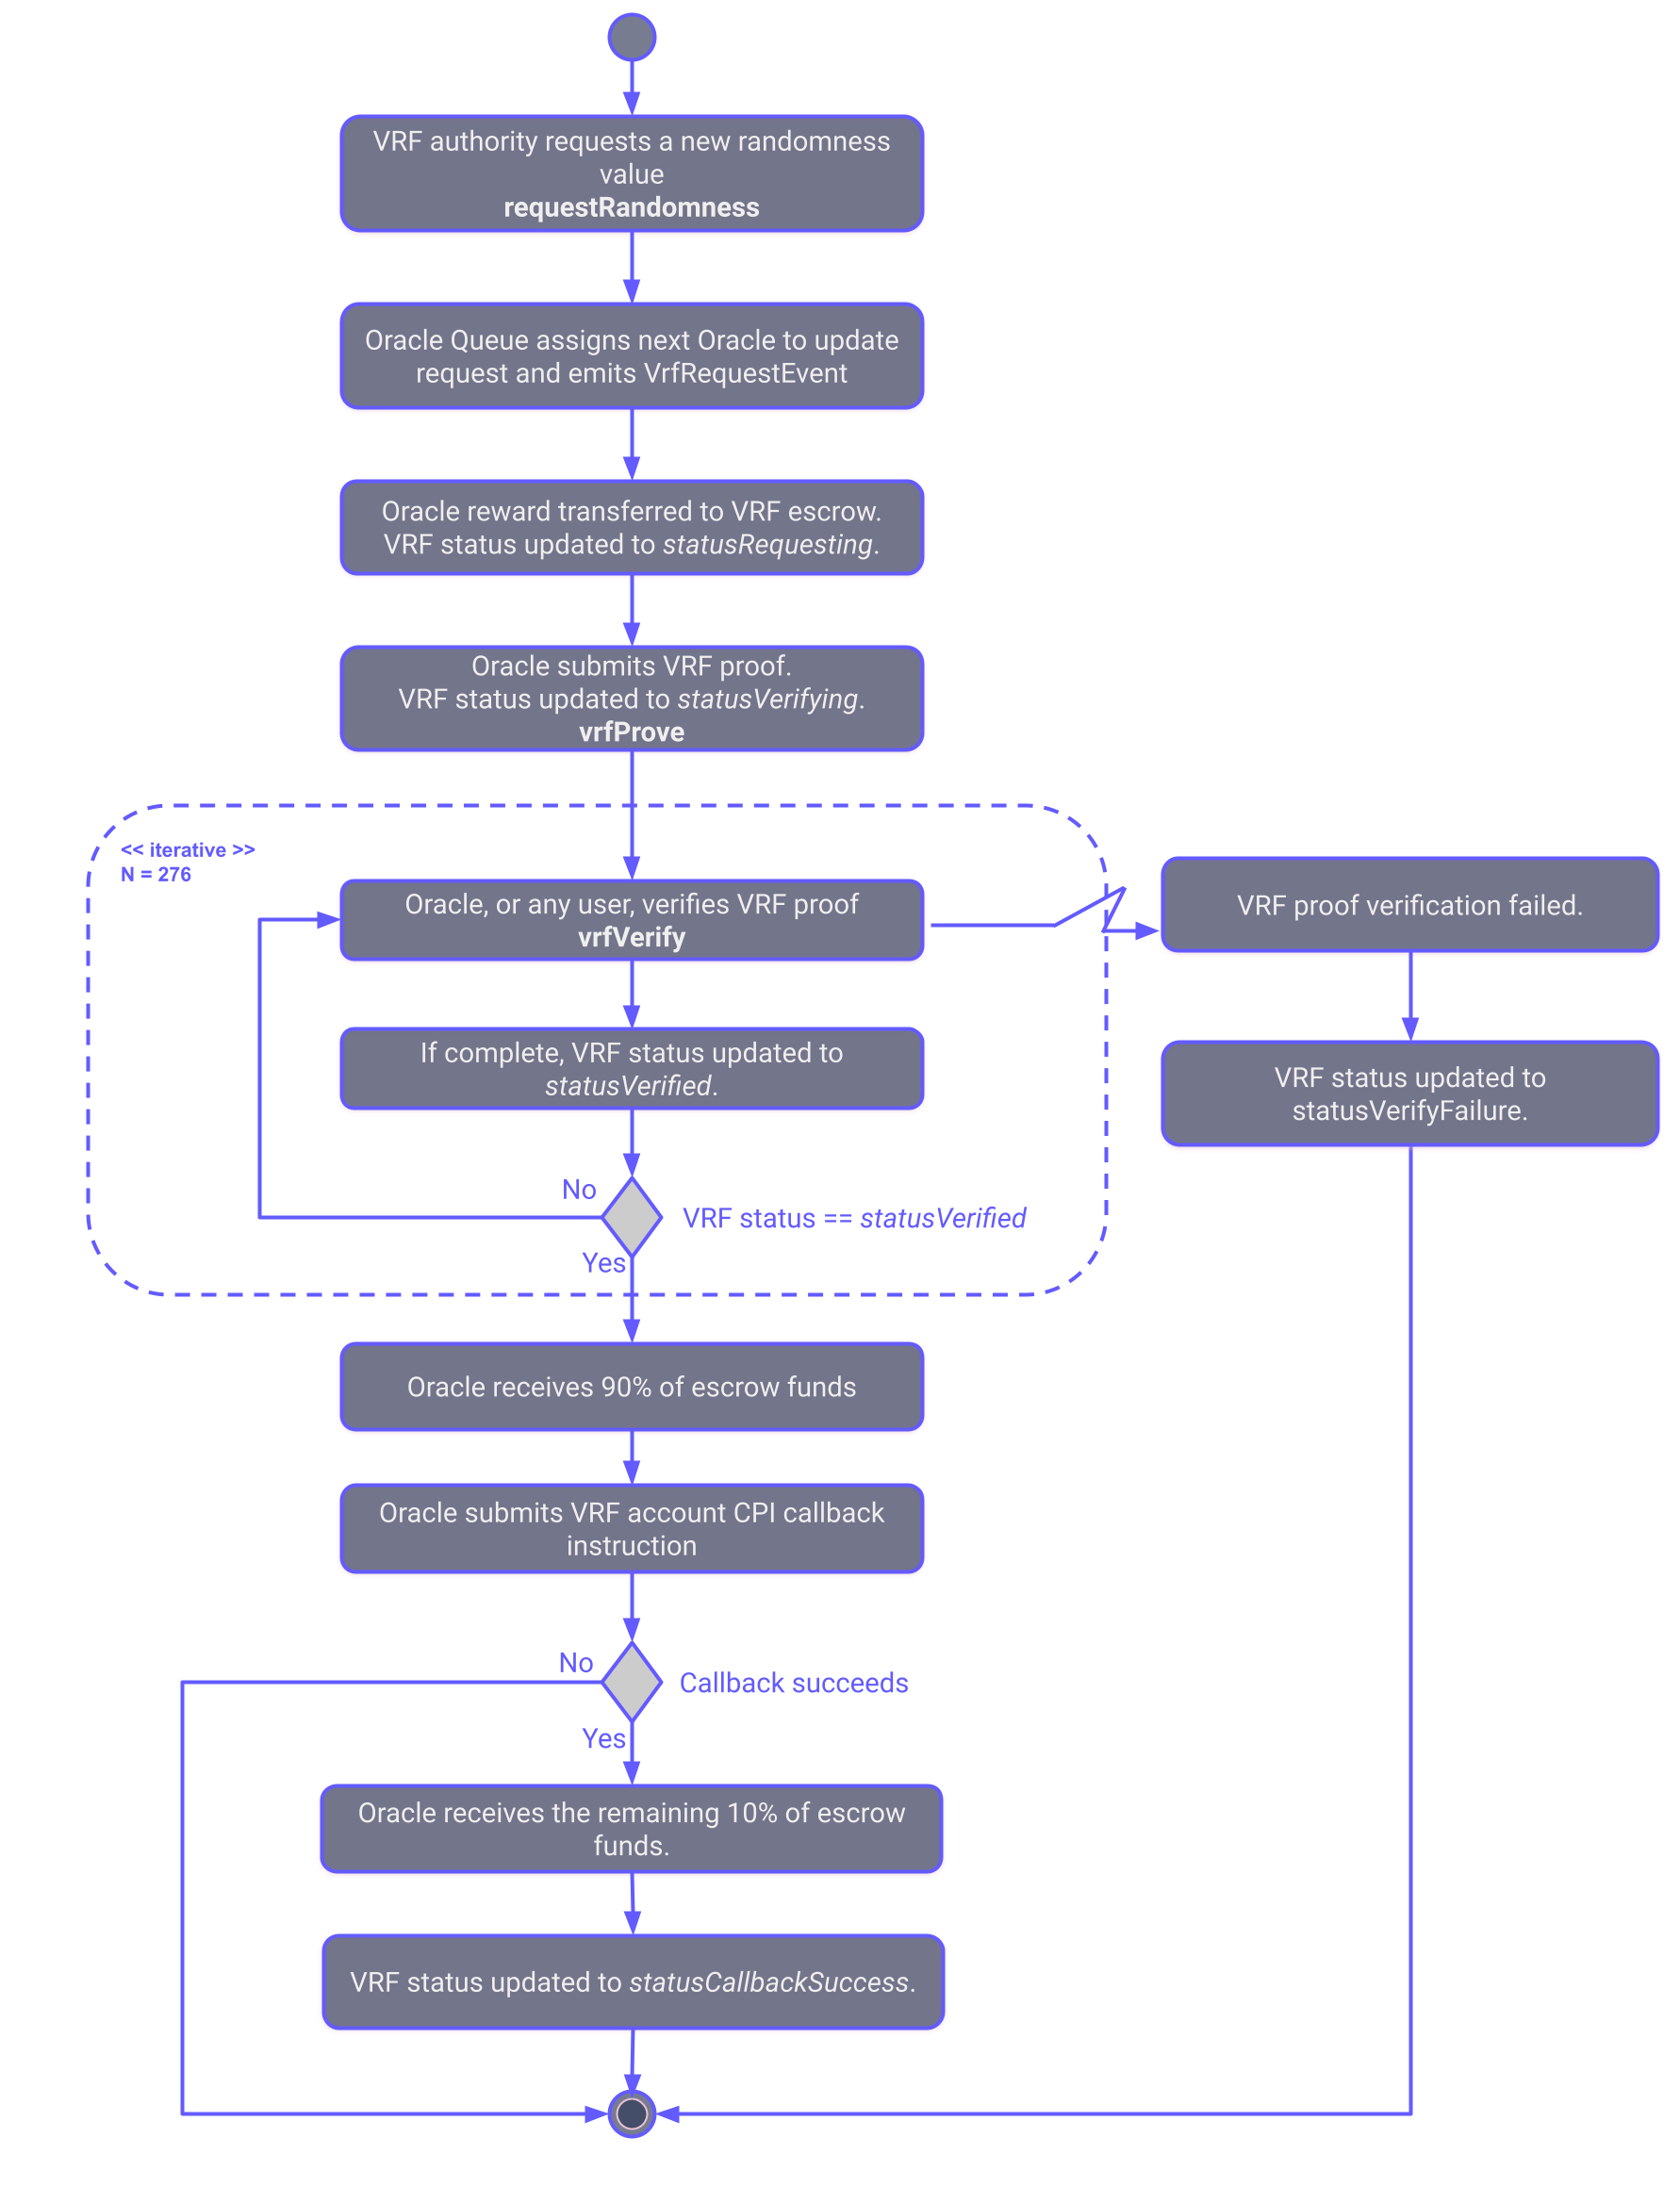 VRF authority requests a new randomness
value
requestRandomness
Oracle Queue assigns next Oracle to update
request and emits VrfRequestEvent
Oracle reward transferred to VRF escrow.
VRF status updated to statusRequesting.
Oracle submits VRF proof.
VRF status updated to statusVerifying.
vrfProve
<< iterative >>
N = 276
Oracle, or any user, verifies VRF proof
vrfVerify
VRF proof verification failed.
If complete, VRF status updated to
statusVerified.
VRF status updated to
statusVerifyFailure.
No
VRF status == statusVerified
Yes
Oracle receives 90% of escrow funds
Oracle submits VRF account CPI callback
instruction
No
Callback succeeds
Yes
Oracle receives the remaining 10% of escrow
funds.
VRF status updated to statusCallbackSuccess.